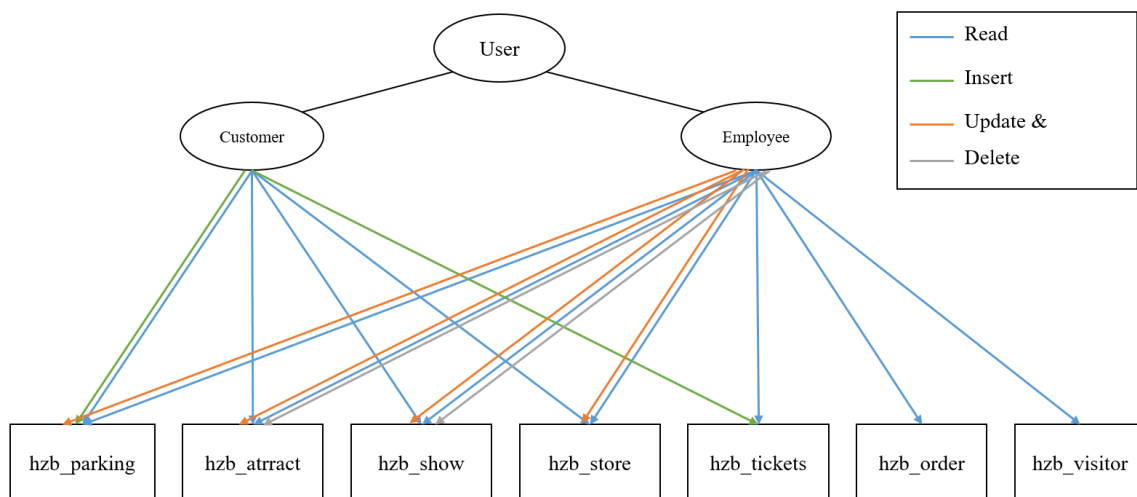 User
Customer
Employee
Read
Insert
Update &
Delete
hzb_parking
hzb_atrract
hzb_show
hzb_store
hzb_tickets
hzb_order
hzb_visitor